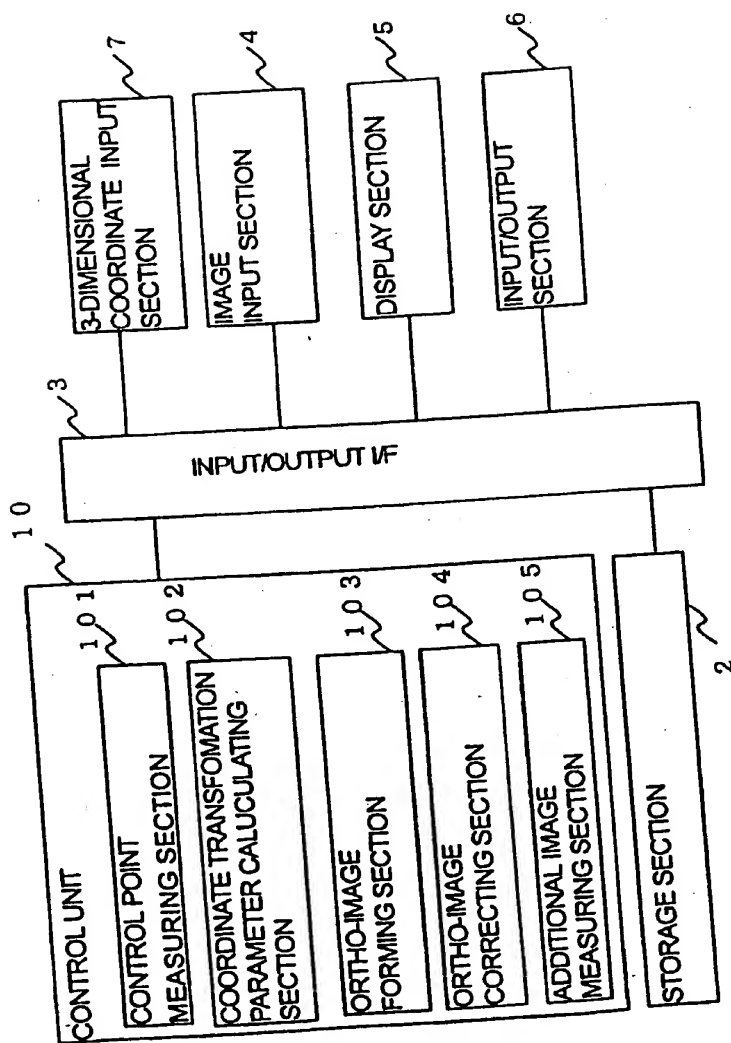 CONTROL UNIT
10
CONTROL POINT
MEASURING SECTION
101
COORDINATE TRANSFOMATION
PARAMETER CALUCULATING
SECTION
102
ORTHO-IMAGE
FORMING SECTION
103
ORTHO-IMAGE
CORRECTING SECTION
104
ADDITIONAL IMAGE
MEASURING SECTION
105
STORAGE SECTION
2
INPUT/OUTPUT I/F
3
3-DIMENSIONAL
COORDINATE INPUT
SECTION
7
IMAGE
INPUT SECTION
4
DISPLAY SECTION
5
INPUT/OUTPUT
SECTION
6